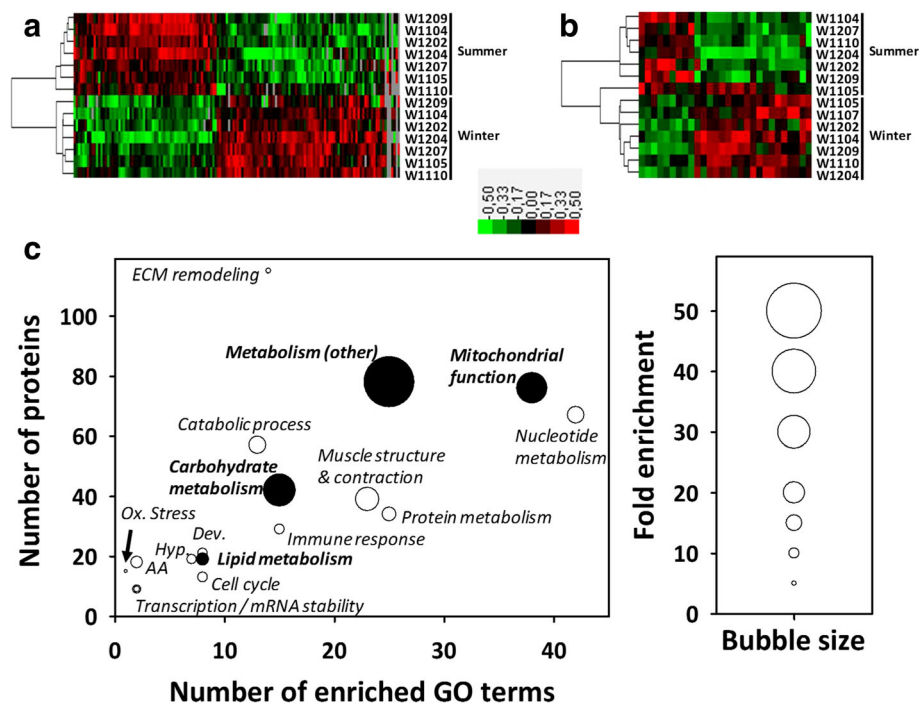 a
W1209
W1104
W1202
W1204
W1207
W1105
W1110
Summer
W1209
W1104
W1202
W1204
W1207
W1105
W1110
Winter
b
W1104
W1207
W1110
W1204
W1202
W1209
W1105
Summer
W1105
W1107
W1202
W1104
W1209
W1110
W1204
Winter
-0,50
-0,33
-0,17
0,00
0,17
0,33
0,50
c
Number of proteins
100
80
60
40
20
0
ECM remodeling
Metabolism (other)
Mitochondrial
function
Catabolic process
Nucleotide
metabolism
Muscle structure
& contraction
Carbohydrate
metabolism
Protein metabolism
Ox. Stress
Dev.
Immune response
Hyp.
Lipid metabolism
AA
Cell cycle
Transcription / mRNA stability
0
10
20
30
40
Number of enriched GO terms
Fold enrichment
50
40
30
20
10
0
Bubble size